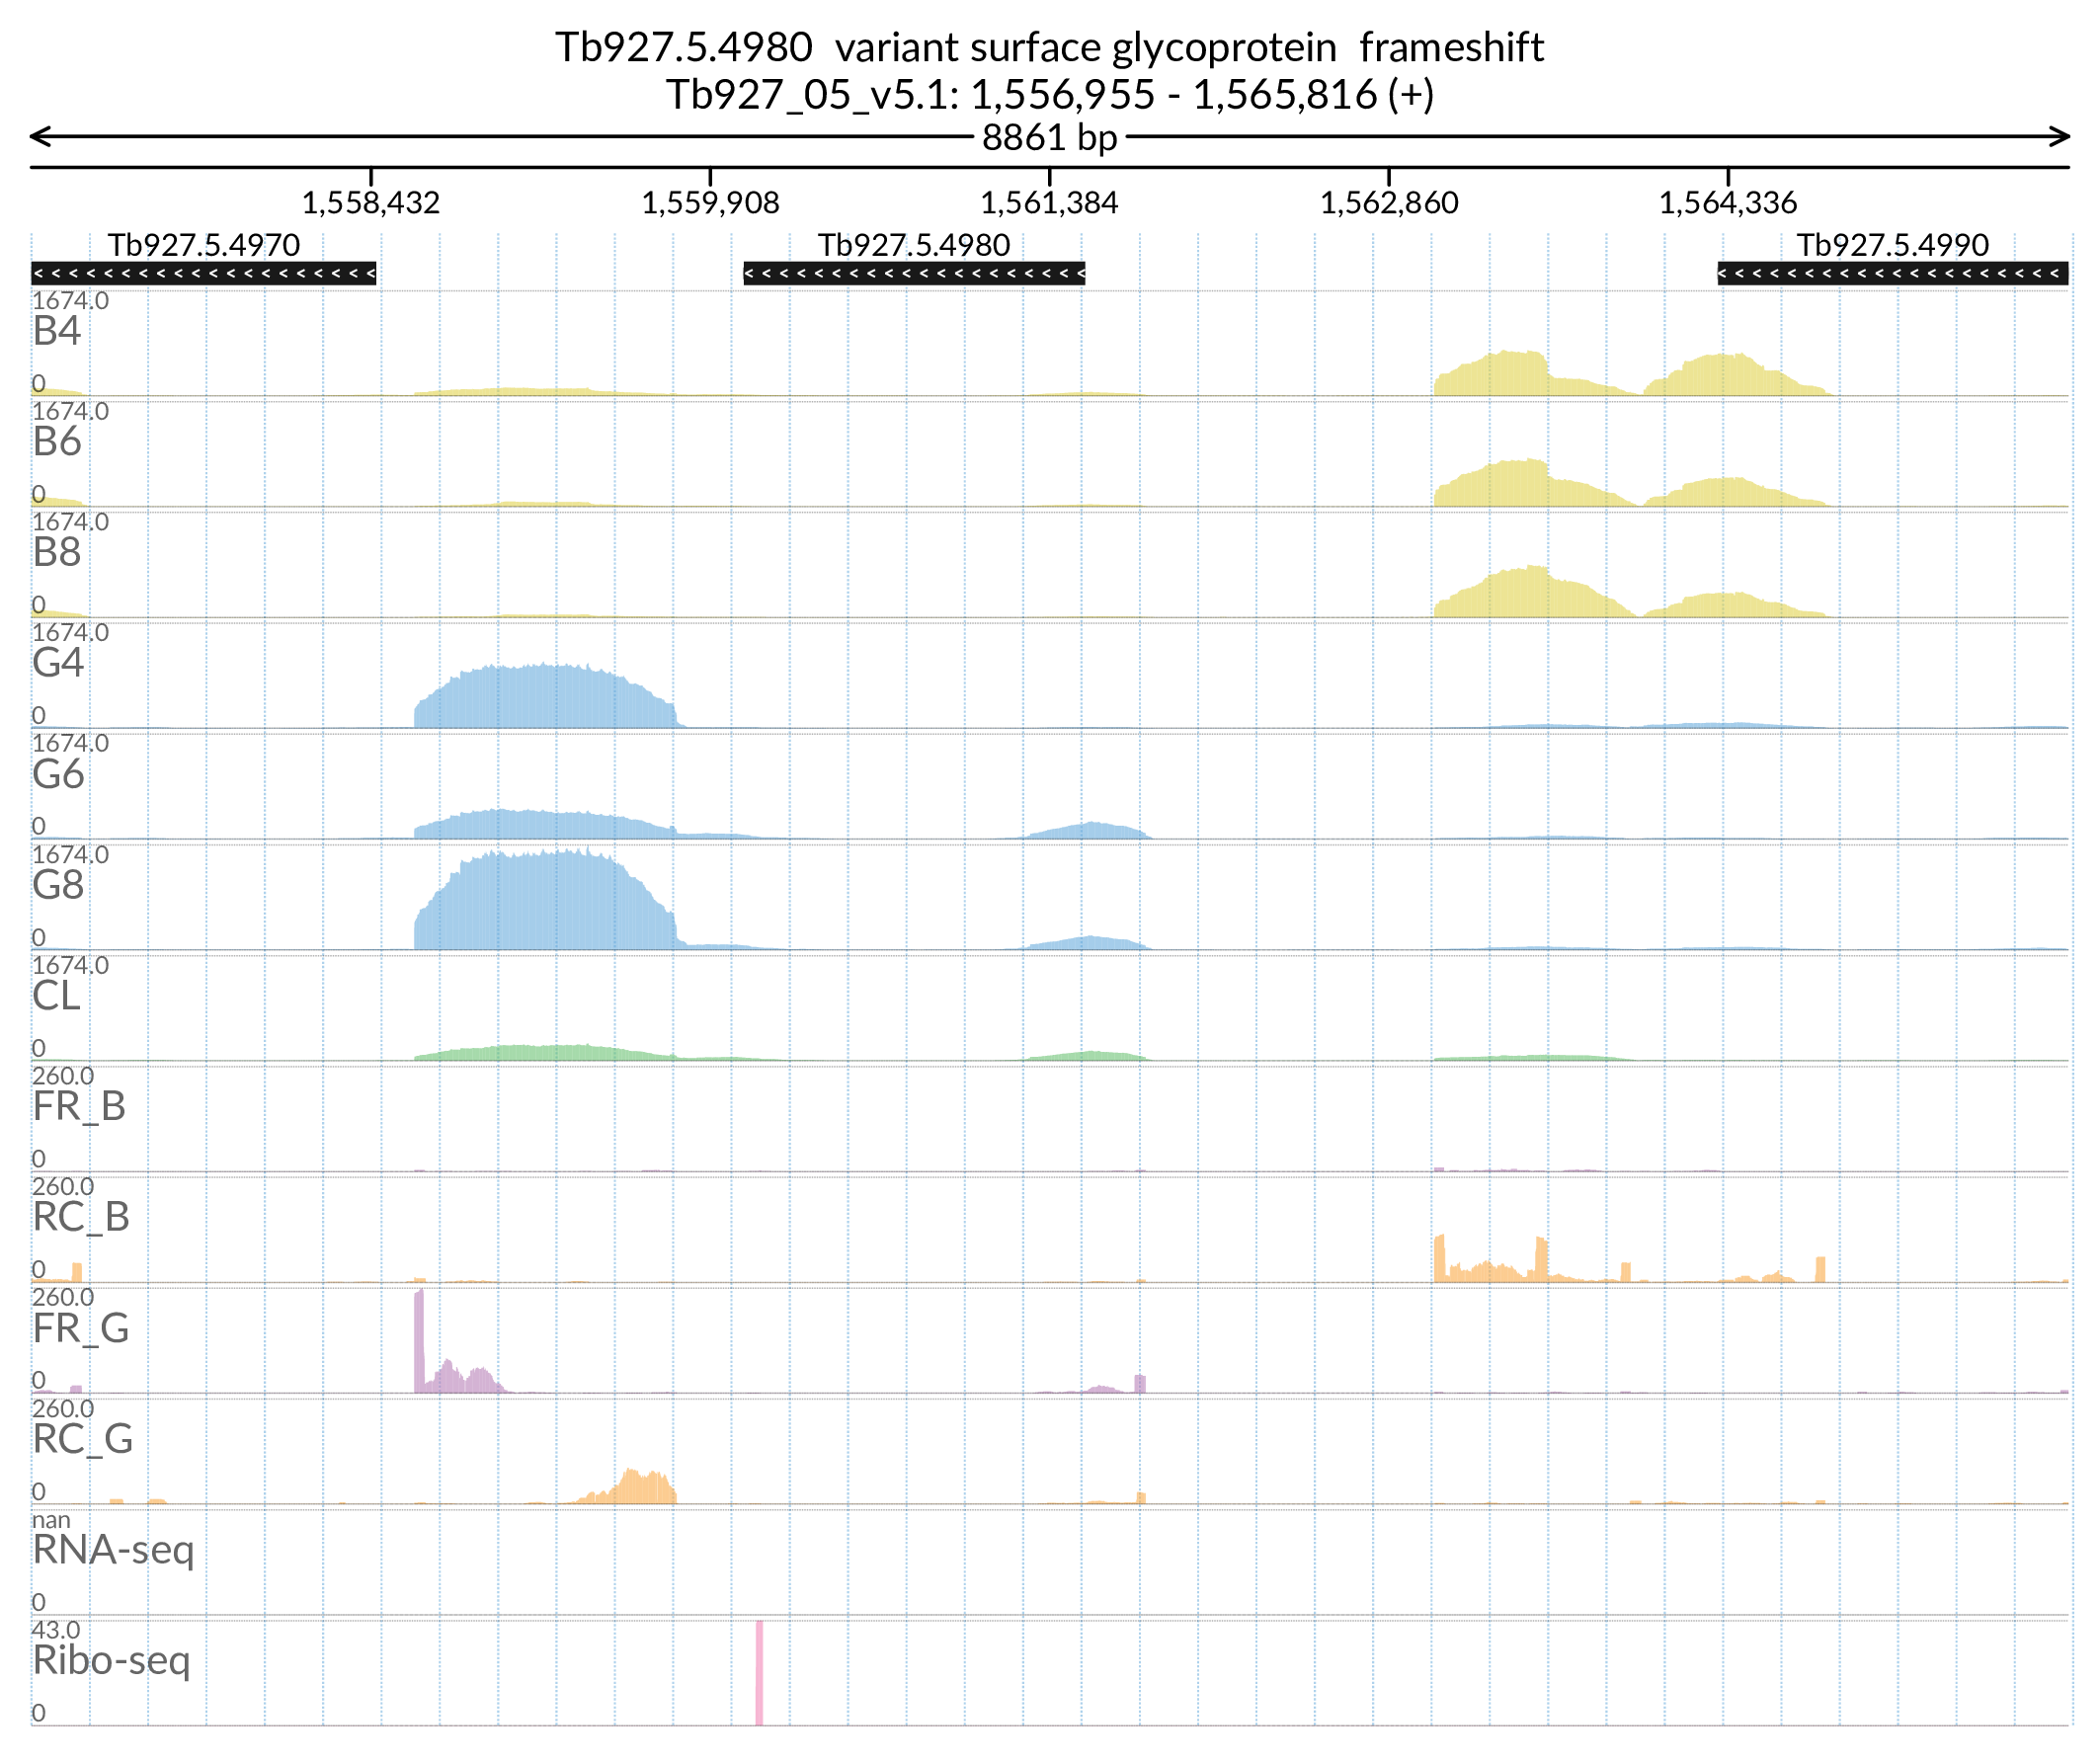 Tb927.5.4980 variant surface glycoprotein frameshift
Tb927_05_v5.1: 1,556,955 - 1,565,816 (+)
8861 bp
1,558,432 1,559,908 1,561,384 1,562,860 1,564,336
Tb927.5.4970 Tb927.5.4980 Tb927.5.4990
1674.0
B4
0
1674.0
B6
0
1674.0
B8
0
1674.0
G4
0
1674.0
G6
0
1674.0
G8
0
1674.0
CL
0
260.0
FR_B
0
260.0
RC_B
0
260.0
FR_G
0
260.0
RC_G
0
nan
RNA-seq
0
43.0
Ribo-seq
0